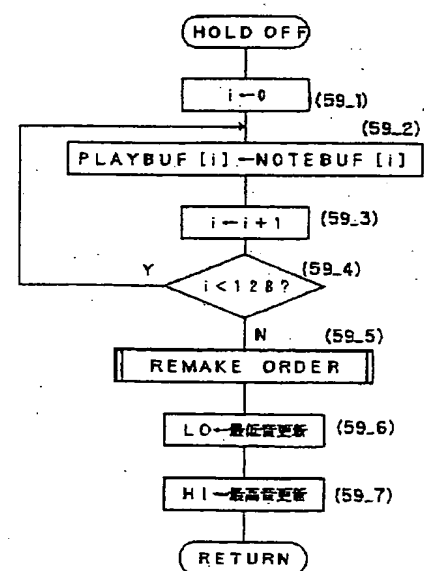 HOLD OFF
i←0 (59_1)
(59_2)
PLAYBUF [i]←NOTEBUF [i]
i←i+1 (59_3)
(59_4)
Y
i<128?
N
(59_5)
REMAKE ORDER
LO←最低音更新 (59_6)
HI←最高音更新 (59_7)
RETURN